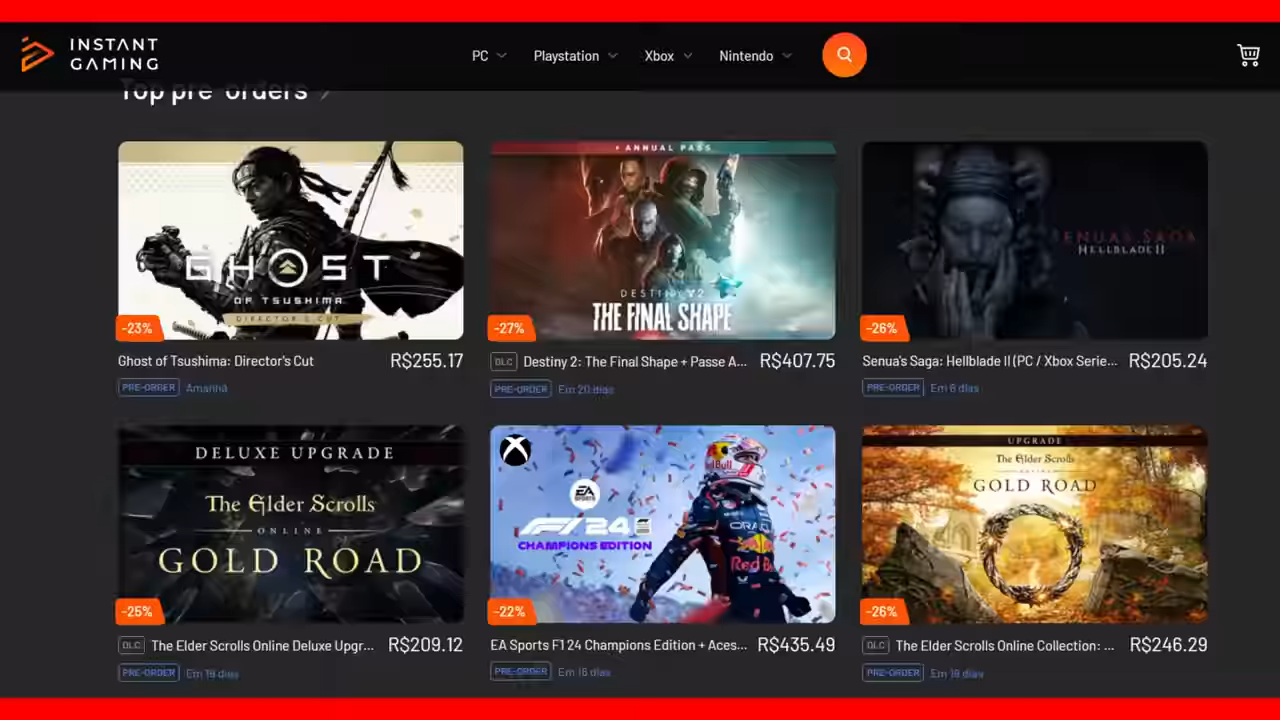 INSTANT
GAMING
PC
Playstation
Xbox
Nintendo
Top pre-orders
GHOST
OF TSUSHIMA
DIRECTOR'S CUT
-23%
Ghost of Tsushima: Director's Cut
R$255.17
PRE-ORDER
Amanhã
+ ANNUAL PASS
DESTINY 2
THE FINAL SHAPE
-27%
DLC
Destiny 2: The Final Shape + Passe A...
R$407.75
PRE-ORDER
Em 20 dias
SENUA'S SAGA
HELLBLADE II
-26%
Senua's Saga: Hellblade II (PC / Xbox Serie...
R$205.24
PRE-ORDER
Em 6 dias
DELUXE UPGRADE
The Elder Scrolls
ONLINE
GOLD ROAD
-25%
DLC
The Elder Scrolls Online Deluxe Upgr...
R$209.12
PRE-ORDER
Em 19 dias
EA
SPORTS
F1 24
CHAMPIONS EDITION
RedBull
ORACLE
Red Bull
-22%
EA Sports F1 24 Champions Edition + Aces...
R$435.49
PRE-ORDER
Em 16 dias
UPGRADE
The Elder Scrolls
ONLINE
GOLD ROAD
-26%
DLC
The Elder Scrolls Online Collection: ...
R$246.29
PRE-ORDER
Em 19 dias